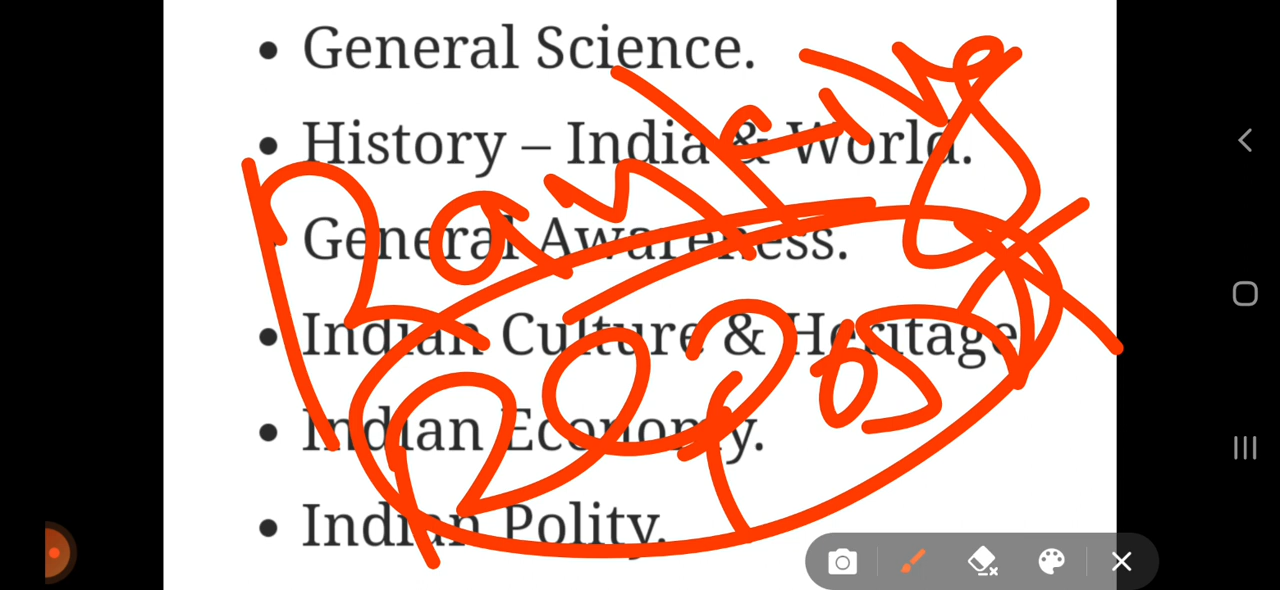 • General Science.
• History – India & World.
• General Awareness.
• Indian Culture & Heritage
• Indian Economy.
• Indian Polity.